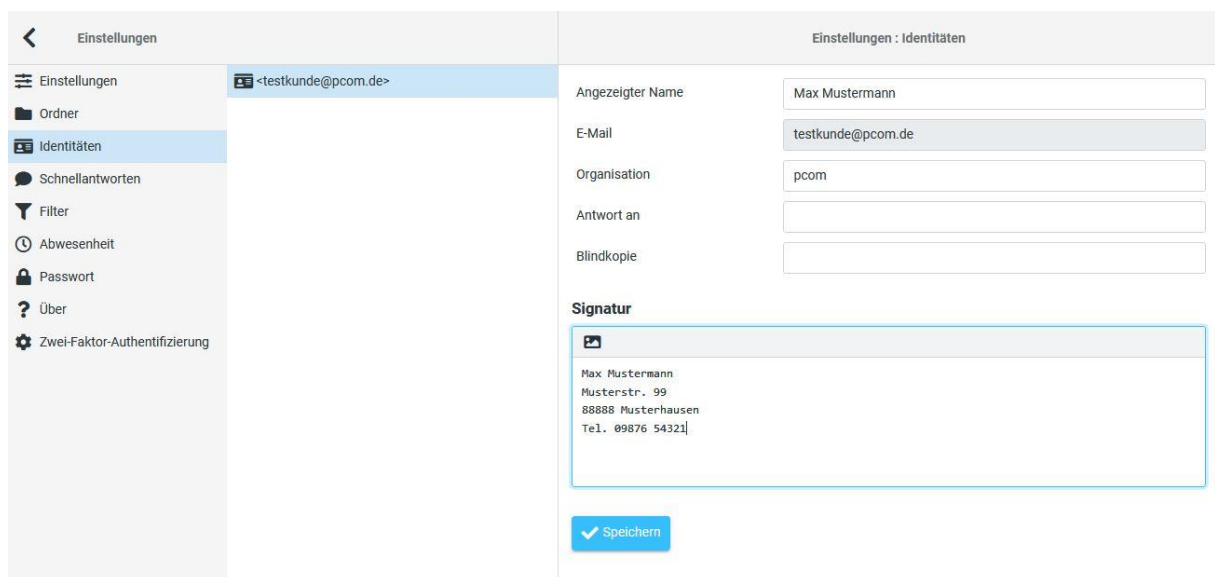 Einstellungen
Einstellungen : Identitäten
Einstellungen
Ordner
Identitäten
Schnellantworten
Filter
Abwesenheit
Passwort
Über
Zwei-Faktor-Authentifizierung
<testkunde@pcom.de>
Angezeigter Name
Max Mustermann
E-Mail
testkunde@pcom.de
Organisation
pcom
Antwort an
Blindkopie
Signatur
Max Mustermann
Musterstr. 99
88888 Musterhausen
Tel. 09876 54321
Speichern